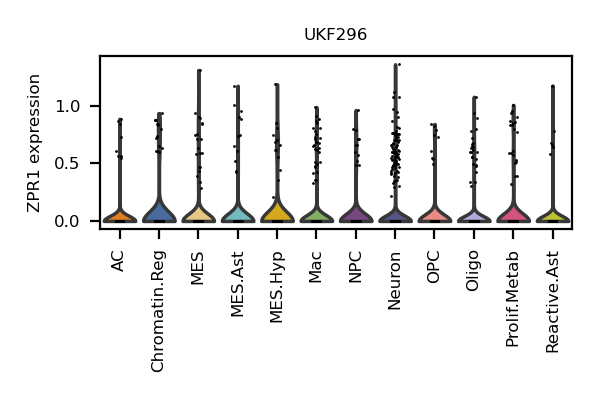 UKF296
ZPR1 expression
1.0
0.5
0.0
AC
Chromatin.Reg
MES
MES.Ast
MES.Hyp
Mac
NPC
Neuron
OPC
Oligo
Prolif.Metab
Reactive.Ast